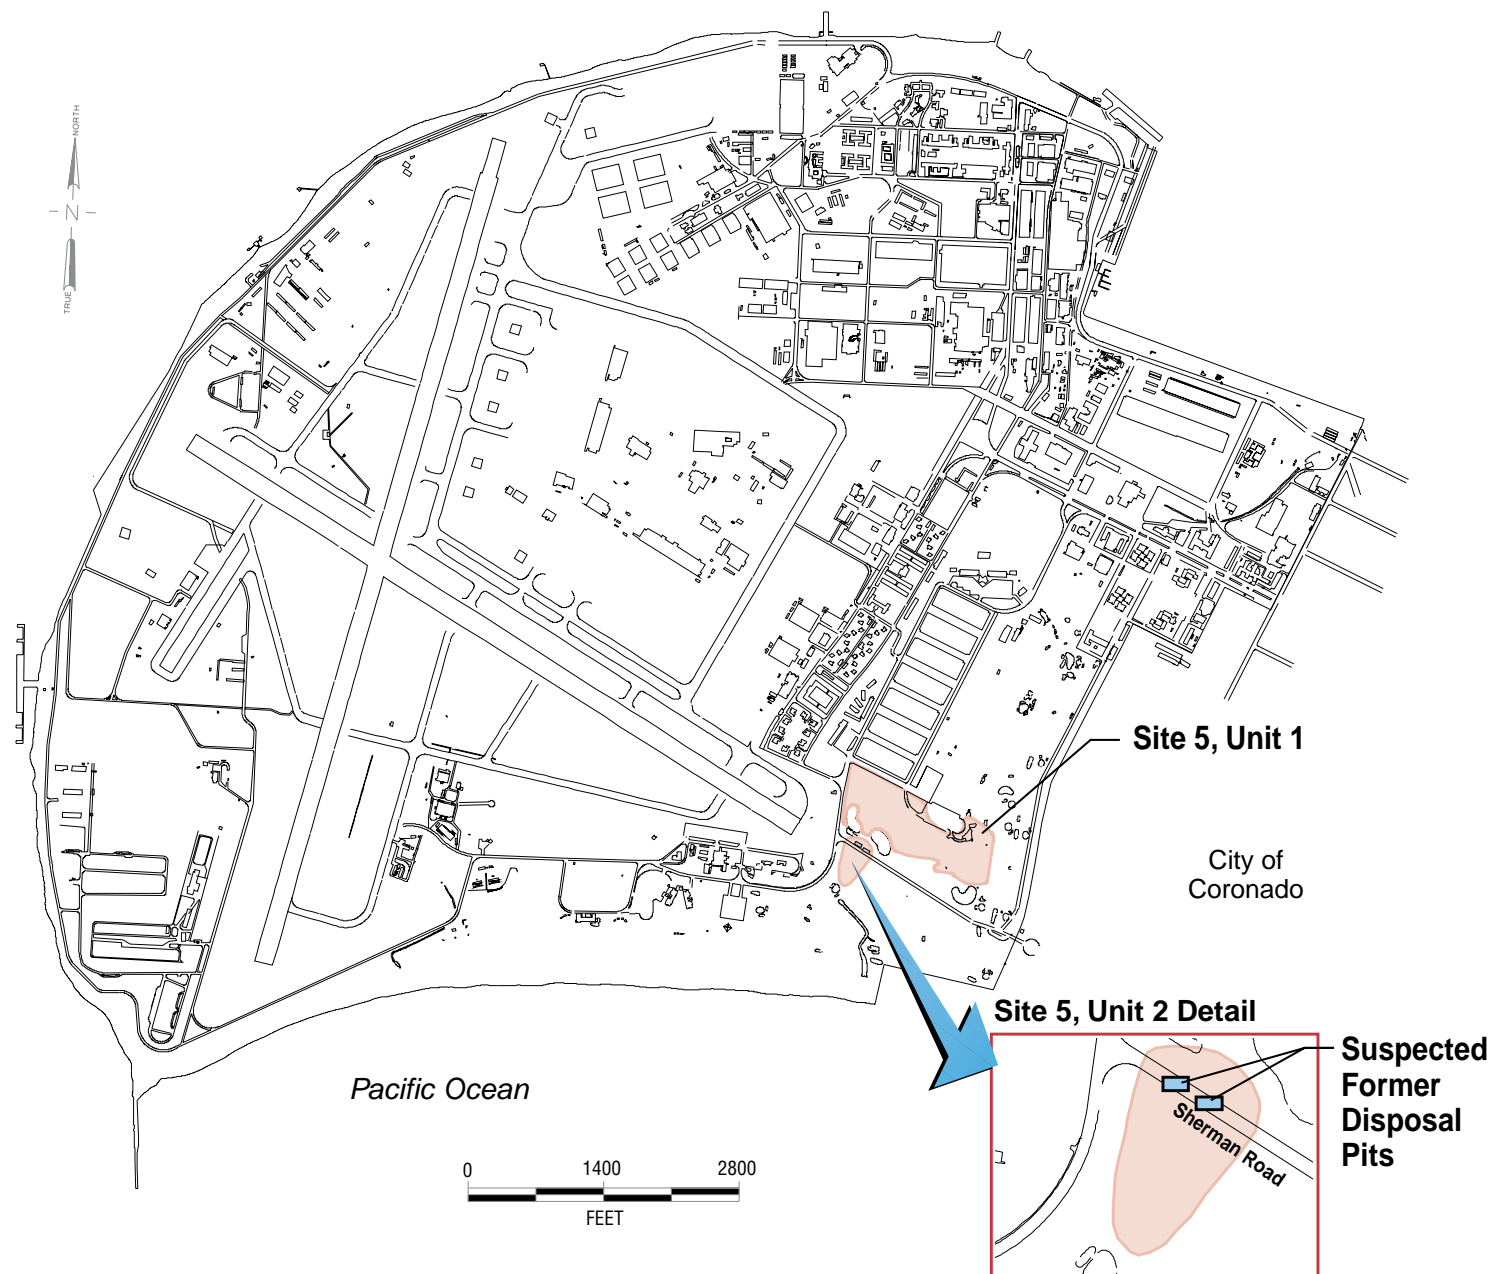 NORTH
N
TRUE
Site 5, Unit 1
City of
Coronado
Site 5, Unit 2 Detail
Suspected
Former
Disposal
Pits
Sherman Road
Pacific Ocean
0 1400 2800
FEET